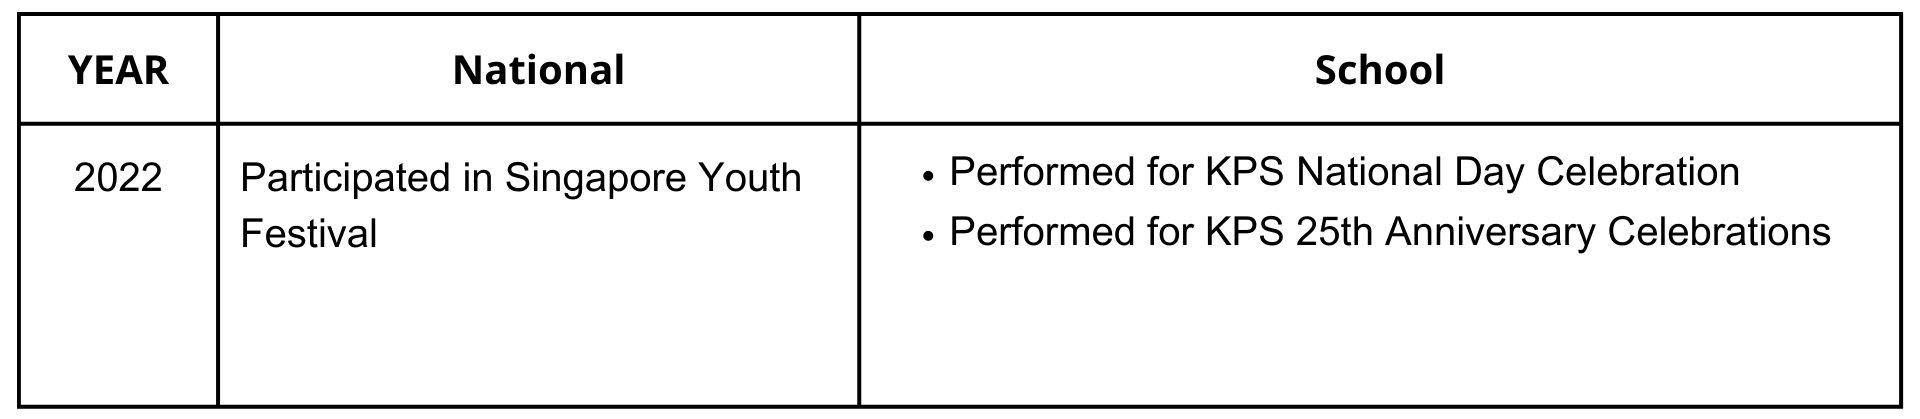 YEAR
National
School
2022
Participated in Singapore Youth
Festival
• Performed for KPS National Day Celebration
• Performed for KPS 25th Anniversary Celebrations